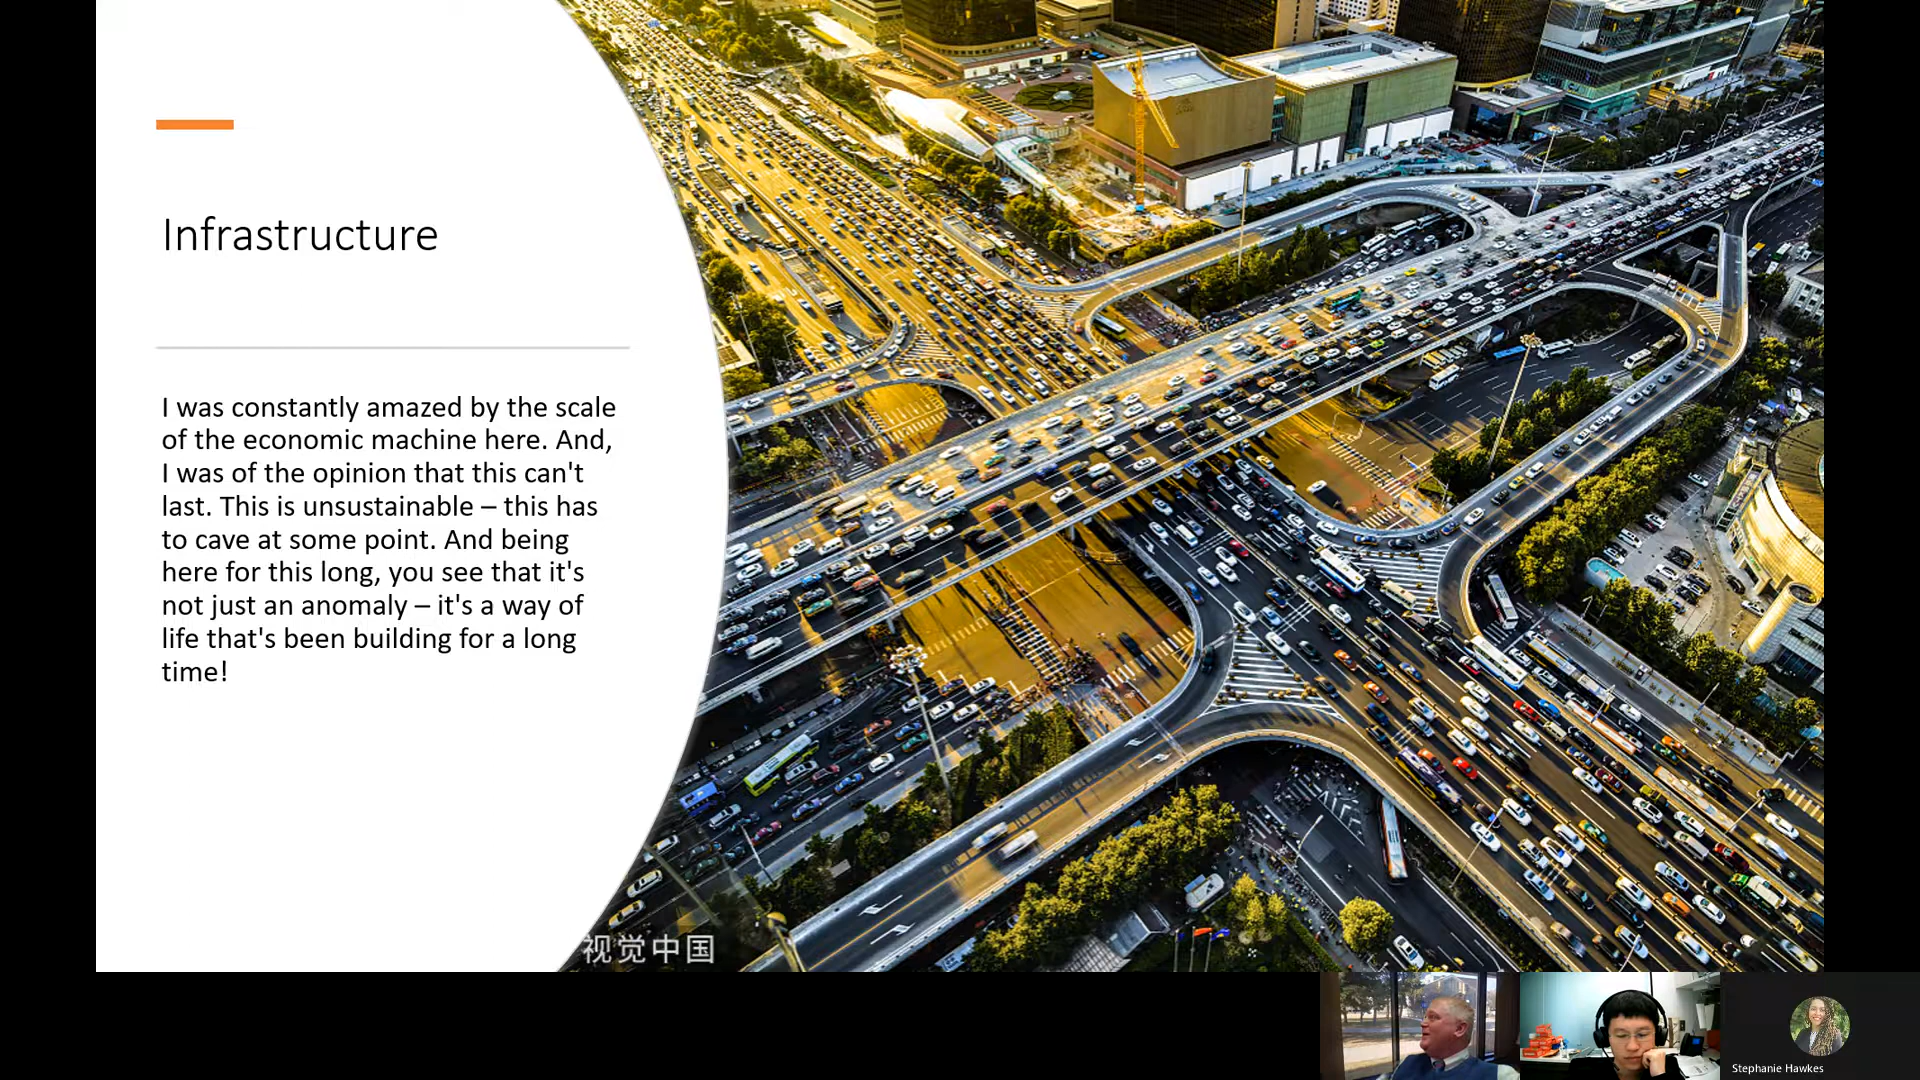 Infrastructure
I was constantly amazed by the scale
of the economic machine here. And,
I was of the opinion that this can't
last. This is unsustainable – this has
to cave at some point. And being
here for this long, you see that it's
not just an anomaly – it's a way of
life that's been building for a long
time!
视觉中国
Stephanie Hawkes